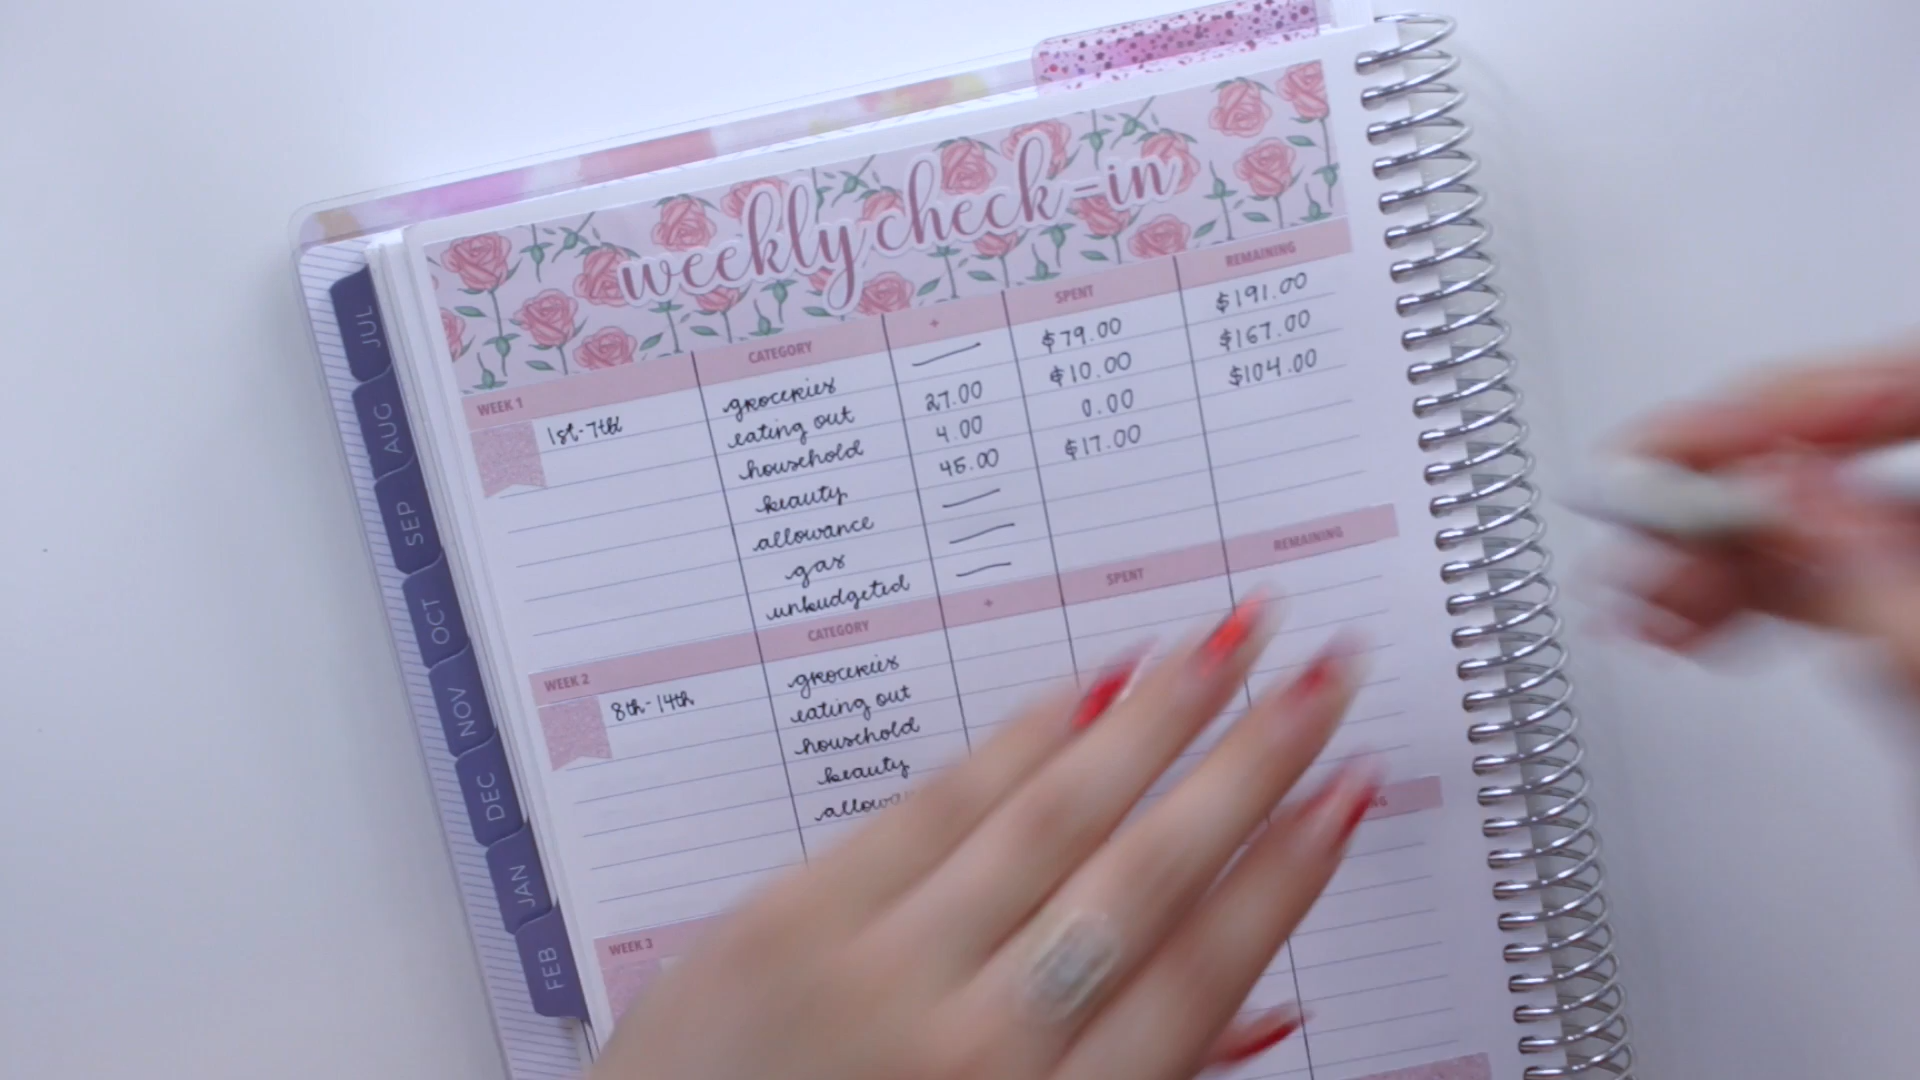 weekly check-in
WEEK 1 CATEGORY + SPENT REMAINING
1st-7th groceries — $79.00 $191.00
eating out 27.00 $10.00 $167.00
household 4.00 0.00 $104.00
beauty 45.00 $17.00
allowance —
gas —
unbudgeted —
WEEK 2 CATEGORY + SPENT REMAINING
8th-14th groceries
eating out
household
beauty
allowa
WEEK 3
JUL
AUG
SEP
OCT
NOV
DEC
JAN
FEB